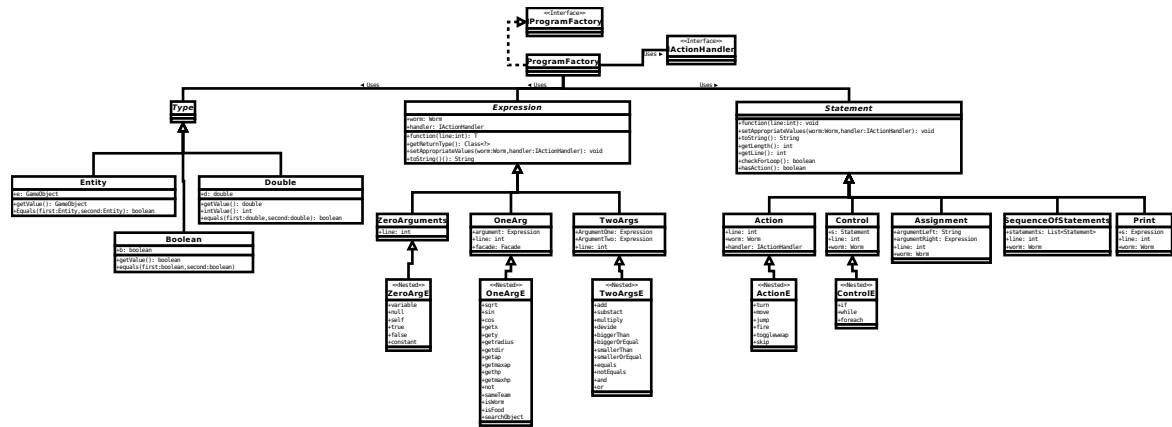 <<Interface>>
IProgramFactory
<<Interface>>
IActionHandler
ProgramFactory
Uses ►
◄ Uses
◄ Uses
Uses ►
Type
Expression
+worm: Worm
+handler: IActionHandler
+function(line:int): T
+getReturnType(): Class<?>
+setAppropriateValues(worm:Worm,handler:IActionHandler): void
+toString()(): String
Statement
+function(line:int): void
+setAppropriateValues(worm:Worm,handler:IActionHandler): void
+toString(): String
+getLength(): int
+getLine(): int
+checkForLoop(): boolean
+hasAction(): boolean
Entity
+e: GameObject
+getValue(): GameObject
+Equals(first:Entity,second:Entity): boolean
Double
+d: double
+getValue(): double
+intValue(): int
+equals(first:double,second:double): boolean
Boolean
+b: boolean
+getValue(): boolean
+equals(first:boolean,second:boolean)
ZeroArguments
+line: int
OneArg
+argument: Expression
+line: int
+facade: Facade
TwoArgs
+ArgumentOne: Expression
+ArgumentTwo: Expression
+line: int
Action
+line: int
+worm: Worm
+handler: IActionHandler
Control
+s: Statement
+line: int
+worm: Worm
Assignment
+argumentLeft: String
+argumentRight: Expression
+line: int
+worm: Worm
SequenceOfStatements
+statements: List<Statement>
+line: int
+worm: Worm
Print
+s: Expression
+line: int
+worm: Worm
<<Nested>>
ZeroArgE
+variable
+null
+self
+true
+false
+constant
<<Nested>>
OneArgE
+sqrt
+sin
+cos
+getx
+gety
+getradius
+getdir
+getap
+getmaxap
+gethp
+getmaxhp
+not
+sameTeam
+isWorm
+isFood
+searchObject
<<Nested>>
TwoArgsE
+add
+substact
+multiply
+devide
+biggerThan
+biggerOrEqual
+smallerThan
+smallerOrEqual
+equals
+notEquals
+and
+or
<<Nested>>
ActionE
+turn
+move
+jump
+fire
+toggleweap
+skip
<<Nested>>
ControlE
+if
+while
+foreach